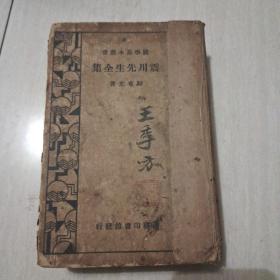 國學基本叢書
震川先生全集
歸有光著
王季方
商務印書館發行